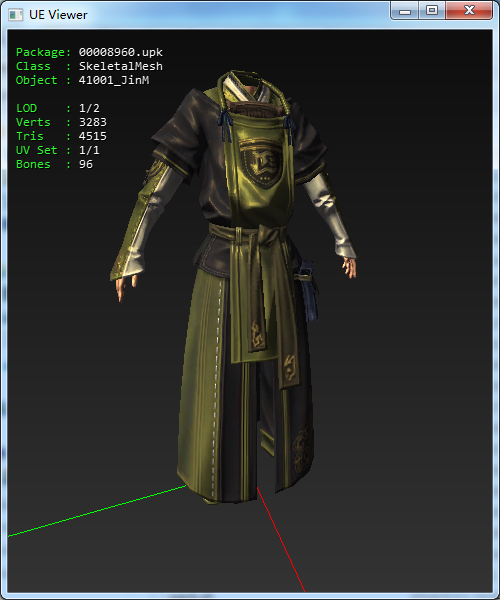 UE Viewer
Package: 00008960.upk
Class : SkeletalMesh
Object : 41001_JinM
LOD : 1/2
Verts : 3283
Tris : 4515
UV Set : 1/1
Bones : 96